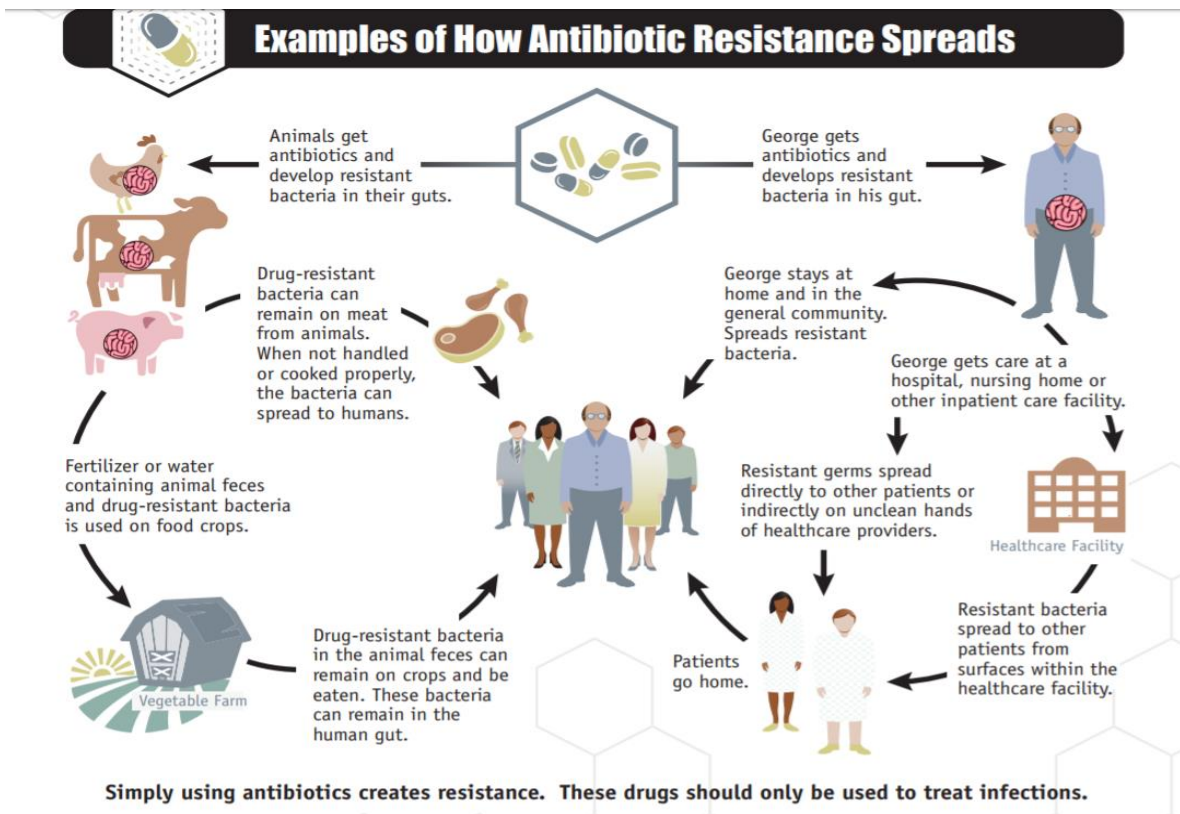 Examples of How Antibiotic Resistance Spreads
Animals get
antibiotics and
develop resistant
bacteria in their guts.
George gets
antibiotics and
develops resistant
bacteria in his gut.
Drug-resistant
bacteria can
remain on meat
from animals.
When not handled
or cooked properly,
the bacteria can
spread to humans.
George stays at
home and in the
general community.
Spreads resistant
bacteria.
George gets care at a
hospital, nursing home or
other inpatient care facility.
Fertilizer or water
containing animal feces
and drug-resistant bacteria
is used on food crops.
Resistant germs spread
directly to other patients or
indirectly on unclean hands
of healthcare providers.
Healthcare Facility
Vegetable Farm
Drug-resistant bacteria
in the animal feces can
remain on crops and be
eaten. These bacteria
can remain in the
human gut.
Patients
go home.
Resistant bacteria
spread to other
patients from
surfaces within the
healthcare facility.
Simply using antibiotics creates resistance. These drugs should only be used to treat infections.